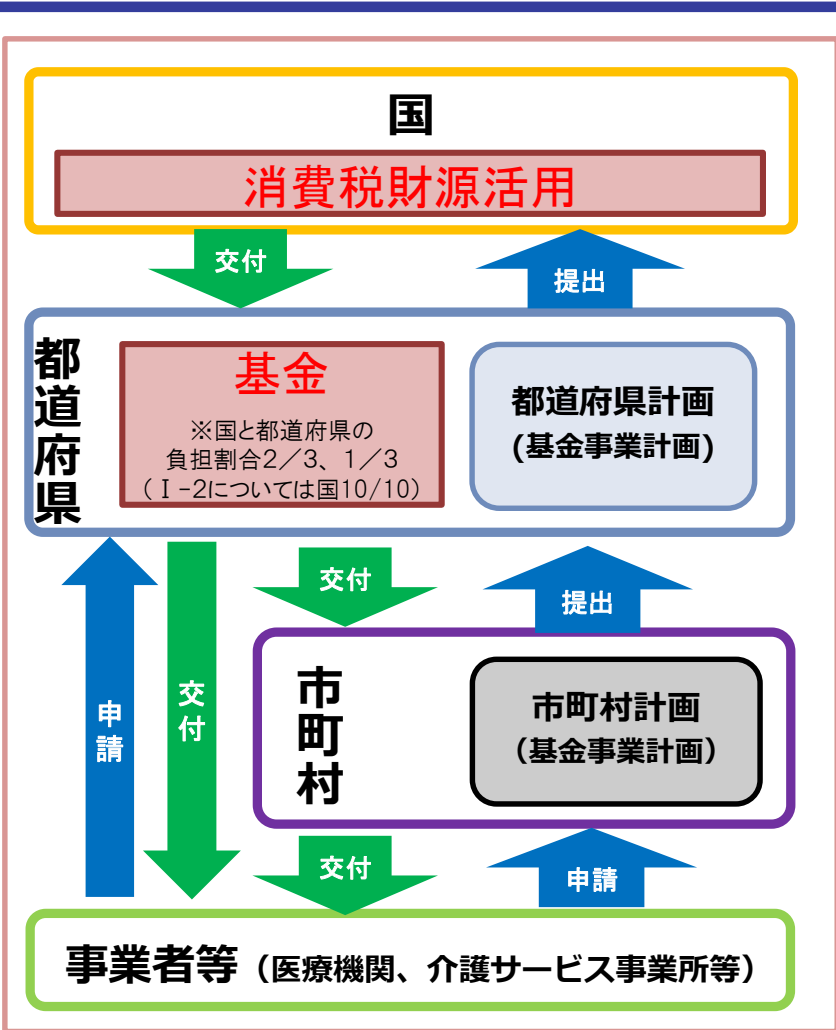 国
消費税財源活用
交付
提出
都道府県
基金
※国と都道府県の
負担割合2／3、1／3
（Ⅰ-2については国10/10）
都道府県計画
(基金事業計画)
交付
提出
申請
交付
市町村
市町村計画
（基金事業計画）
交付
申請
事業者等（医療機関、介護サービス事業所等）